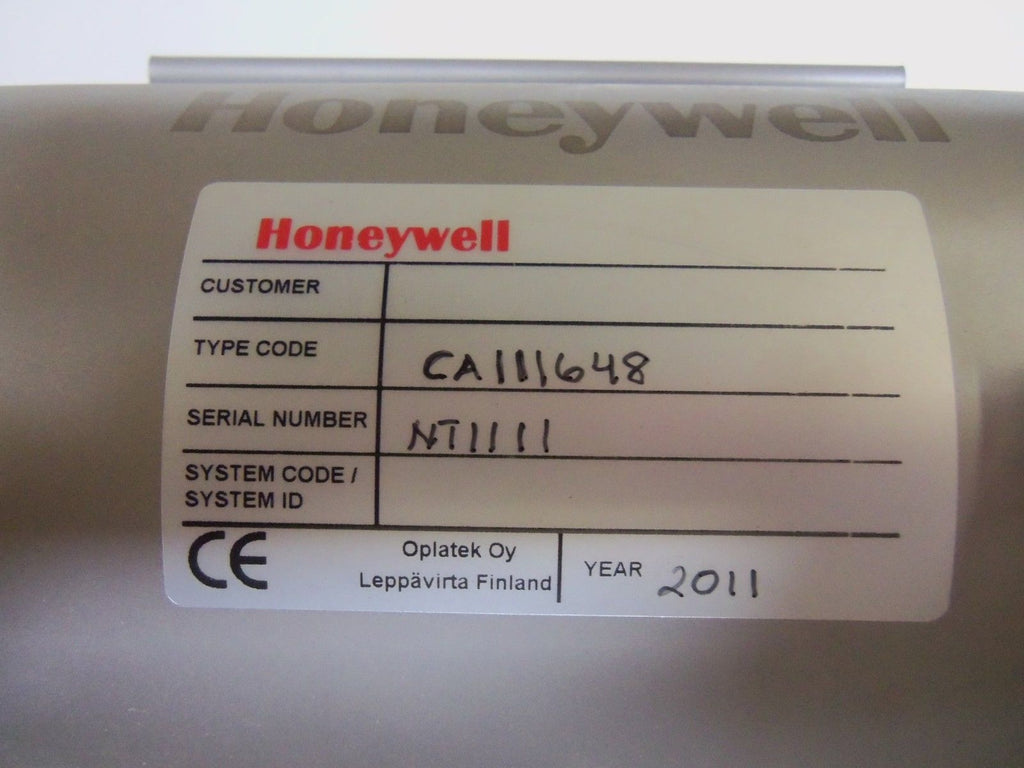 Honeywell
Honeywell
CUSTOMER
TYPE CODE CA111648
SERIAL NUMBER NT1111
SYSTEM CODE /
SYSTEM ID
CE Oplatek Oy
Leppävirta Finland YEAR 2011